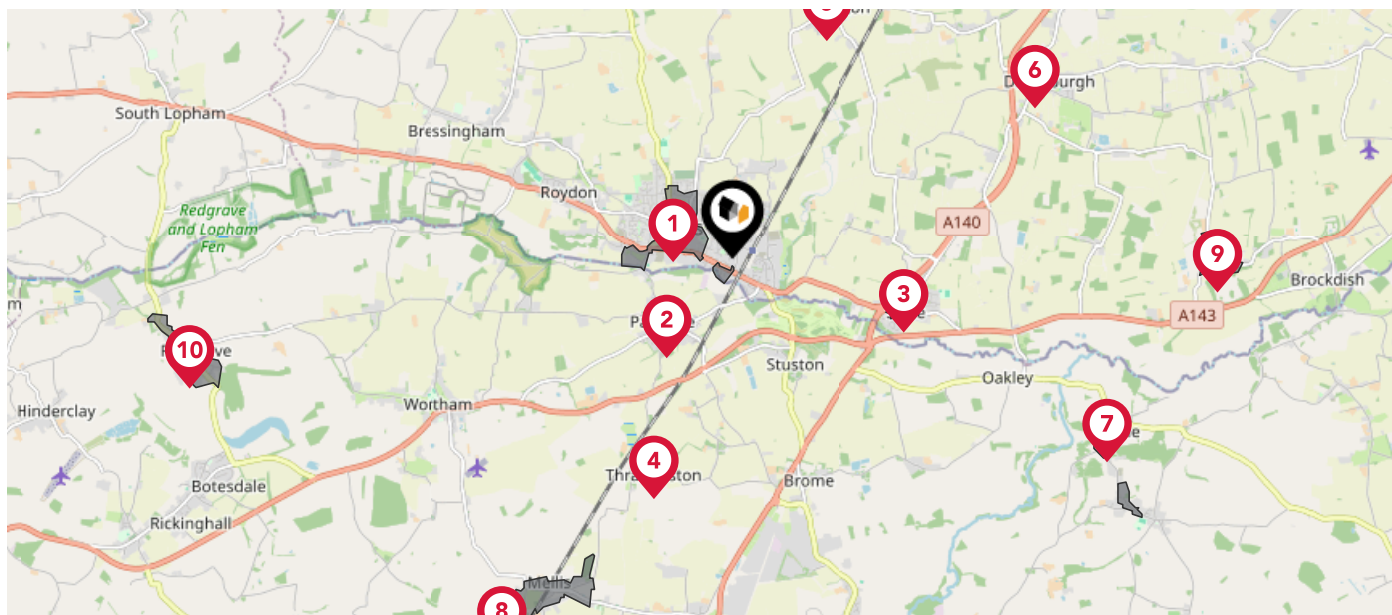 South Lopham
Bressingham
6
Roydon
Redgrave
and Lopham
Fen
1
A140
9
Brockdish
3
A143
2
10
Stuston
Oakley
Hinderclay
Wortham
7
4
Botesdale
Brome
Rickinghall
Mellis
8